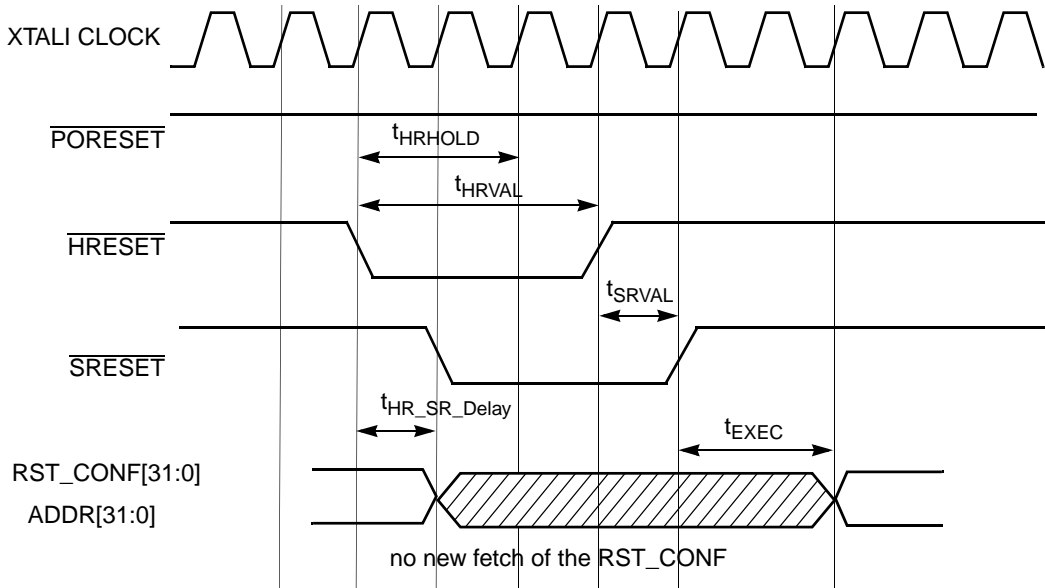 XTALI CLOCK
PORESET
tHRHOLD
tHRVAL
HRESET
tSRVAL
SRESET
tHR_SR_Delay
tEXEC
RST_CONF[31:0]
ADDR[31:0]
no new fetch of the RST_CONF